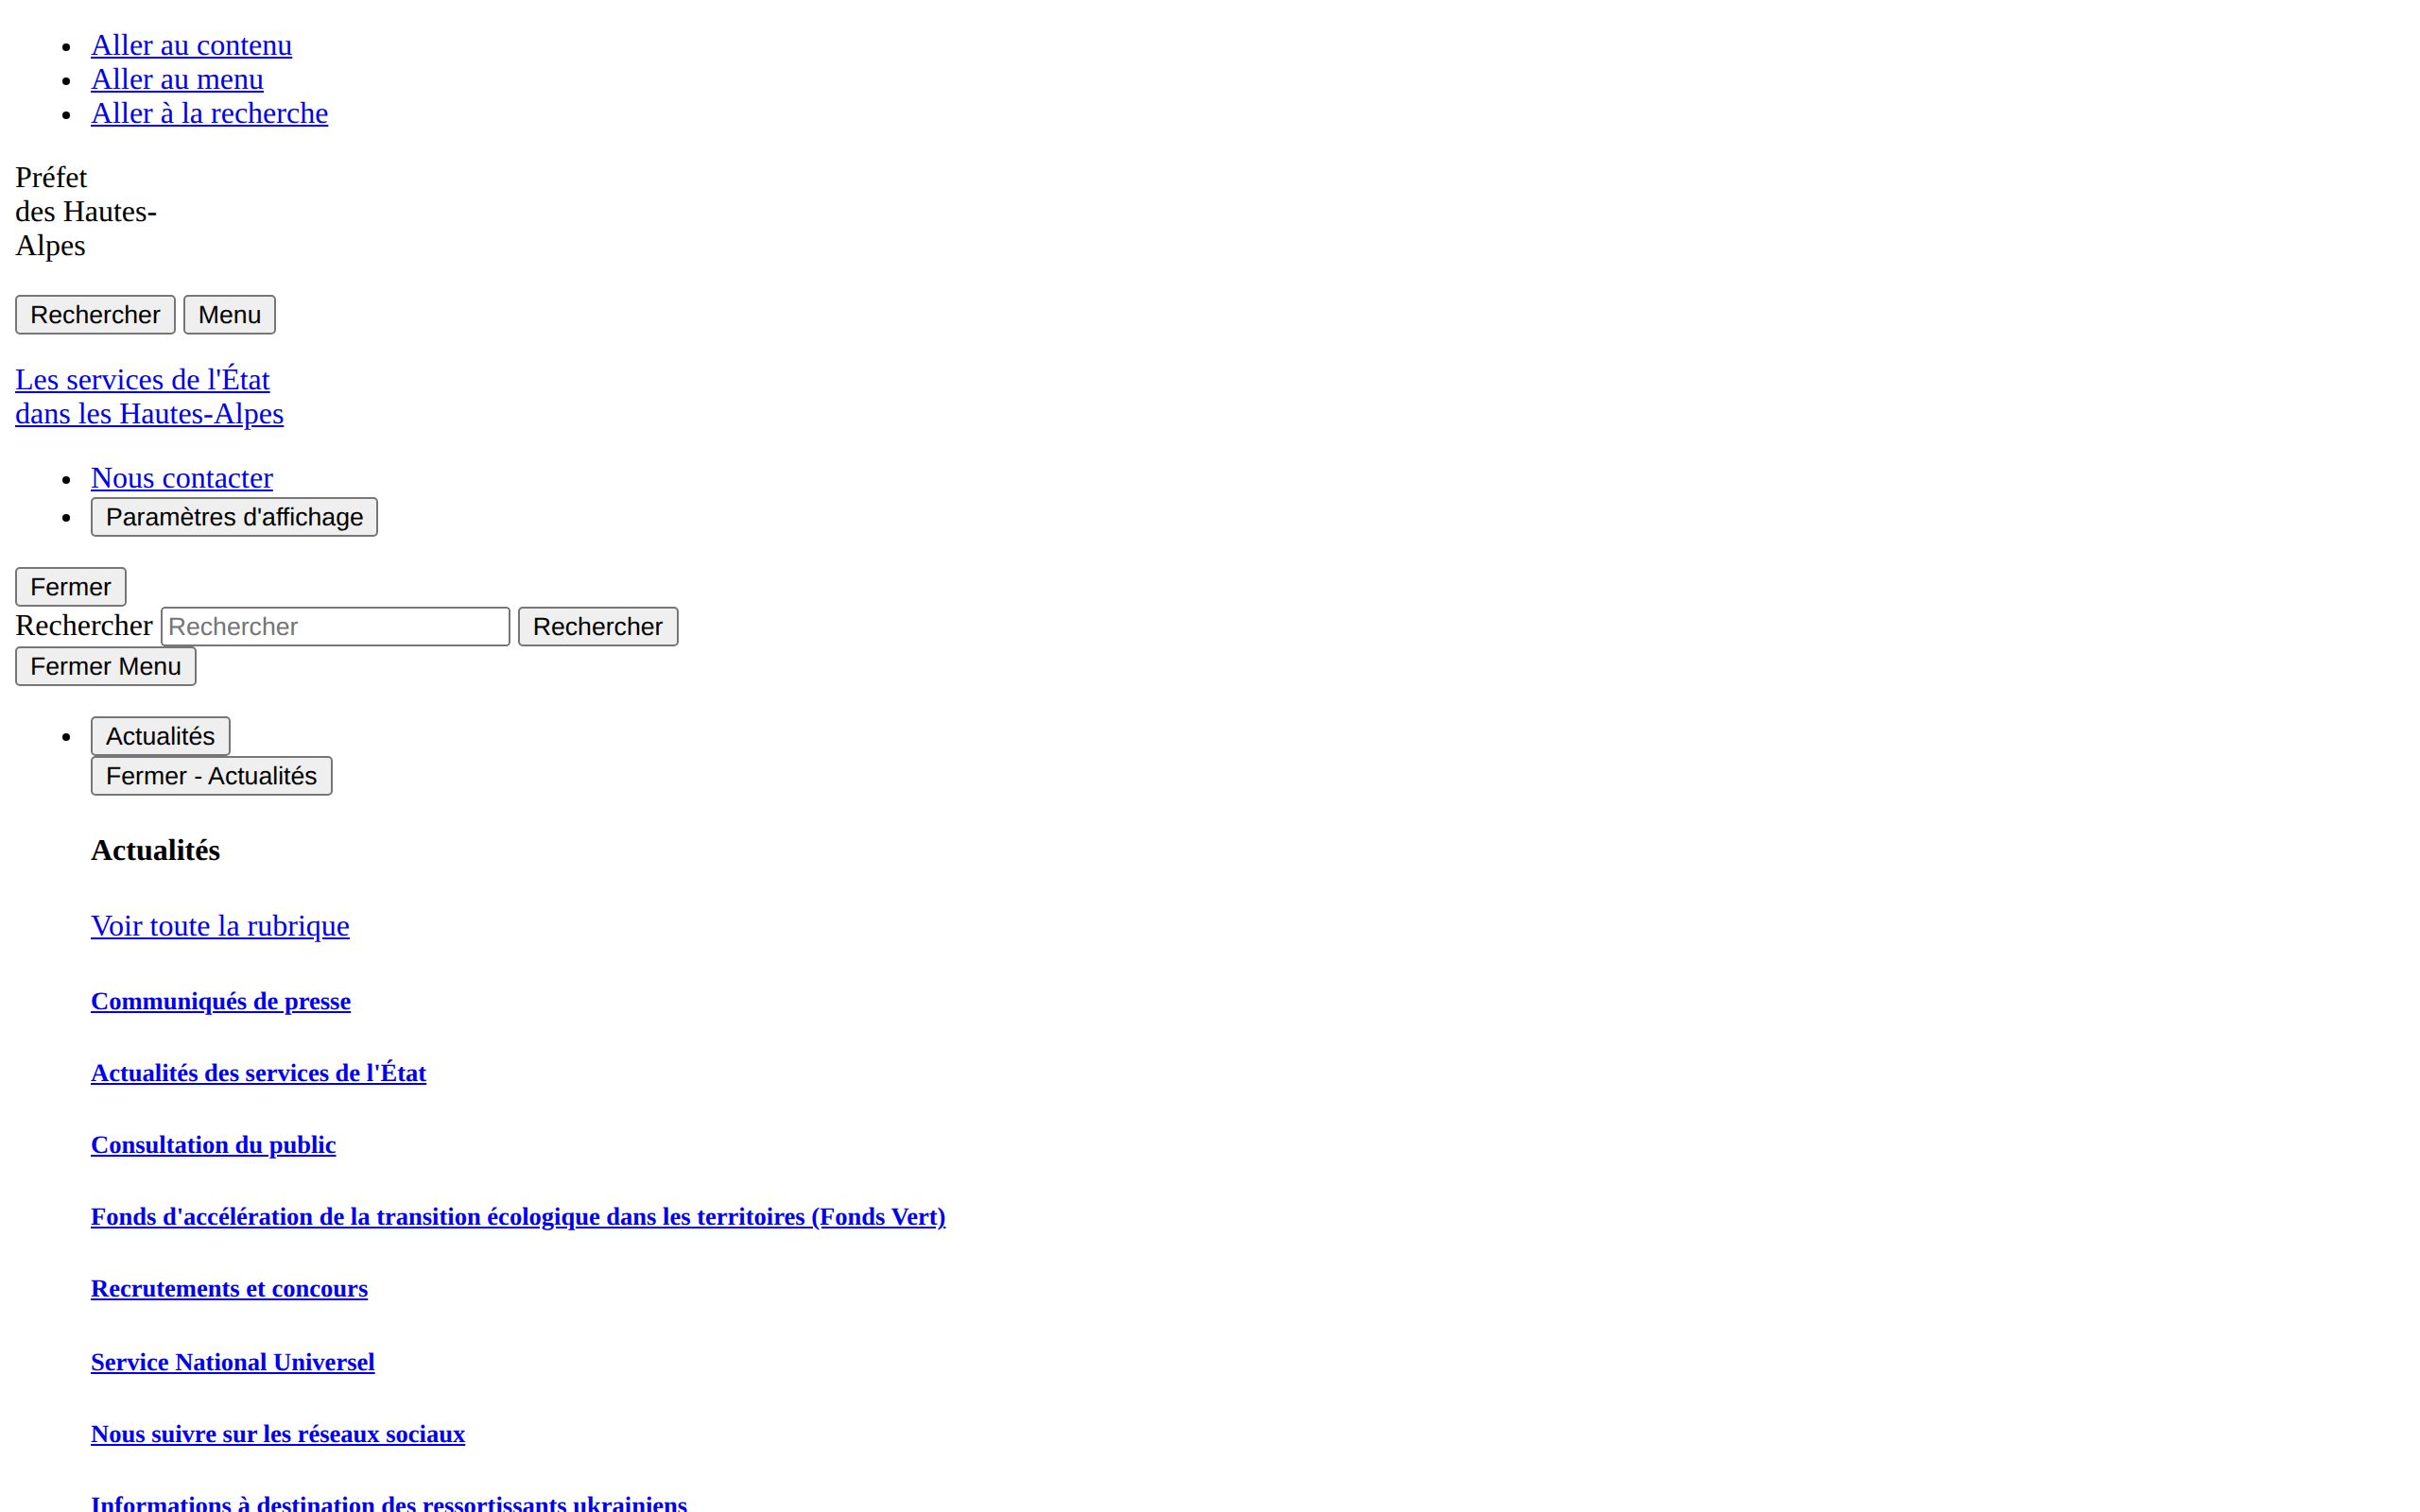 Aller au contenu
Aller au menu
Aller à la recherche
Préfet
des Hautes-
Alpes
Rechercher Menu
Les services de l'État
dans les Hautes-Alpes
Nous contacter
Paramètres d'affichage
Fermer
Rechercher Rechercher Rechercher
Fermer Menu
Actualités
Fermer - Actualités
Actualités
Voir toute la rubrique
Communiqués de presse
Actualités des services de l'État
Consultation du public
Fonds d'accélération de la transition écologique dans les territoires (Fonds Vert)
Recrutements et concours
Service National Universel
Nous suivre sur les réseaux sociaux
Informations à destination des ressortissants ukrainiens